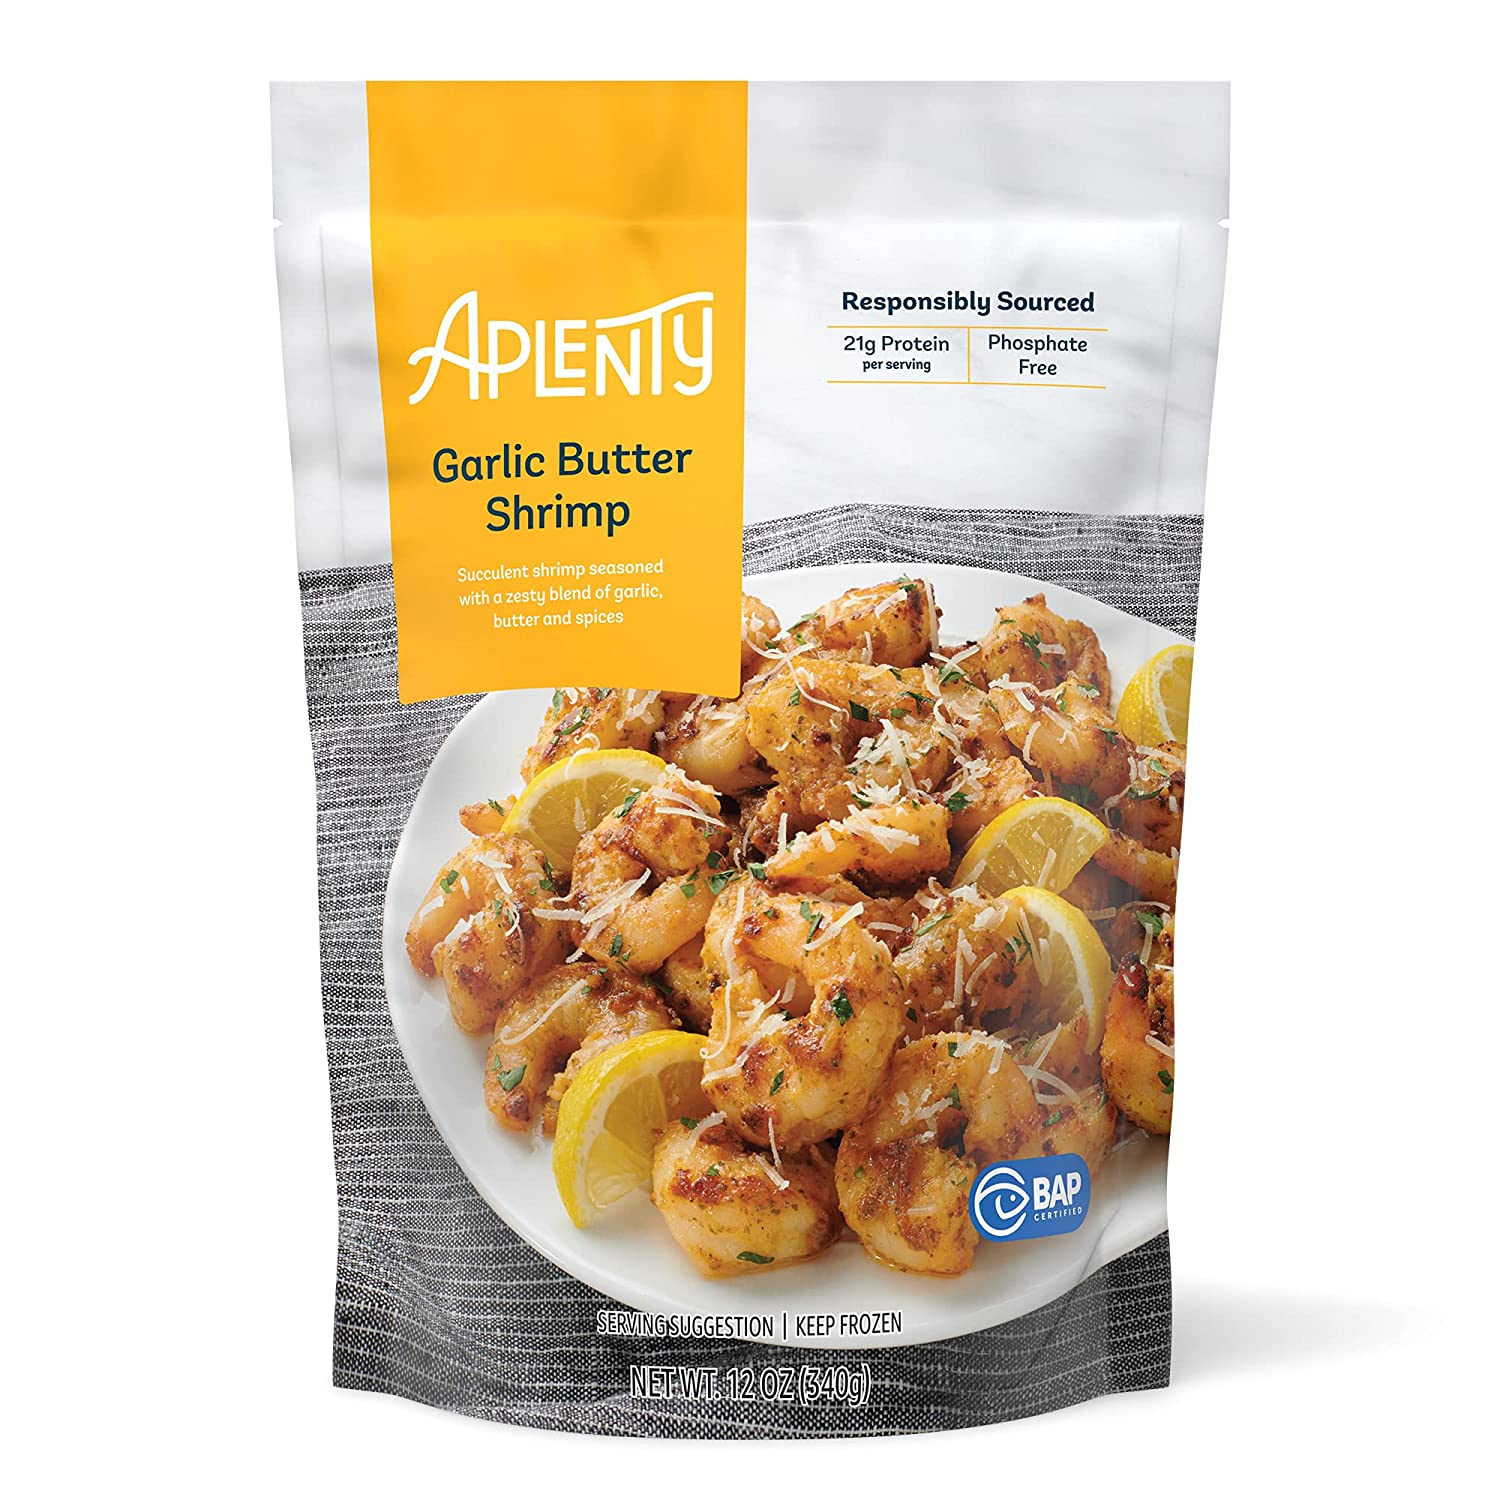 APLENTY
Garlic Butter
Shrimp
Succulent shrimp seasoned
with a zesty blend of garlic,
butter and spices
Responsibly Sourced
21g Protein
per serving
Phosphate
Free
BAP
CERTIFIED
SERVING SUGGESTION | KEEP FROZEN
NET WT. 12 OZ (340g)